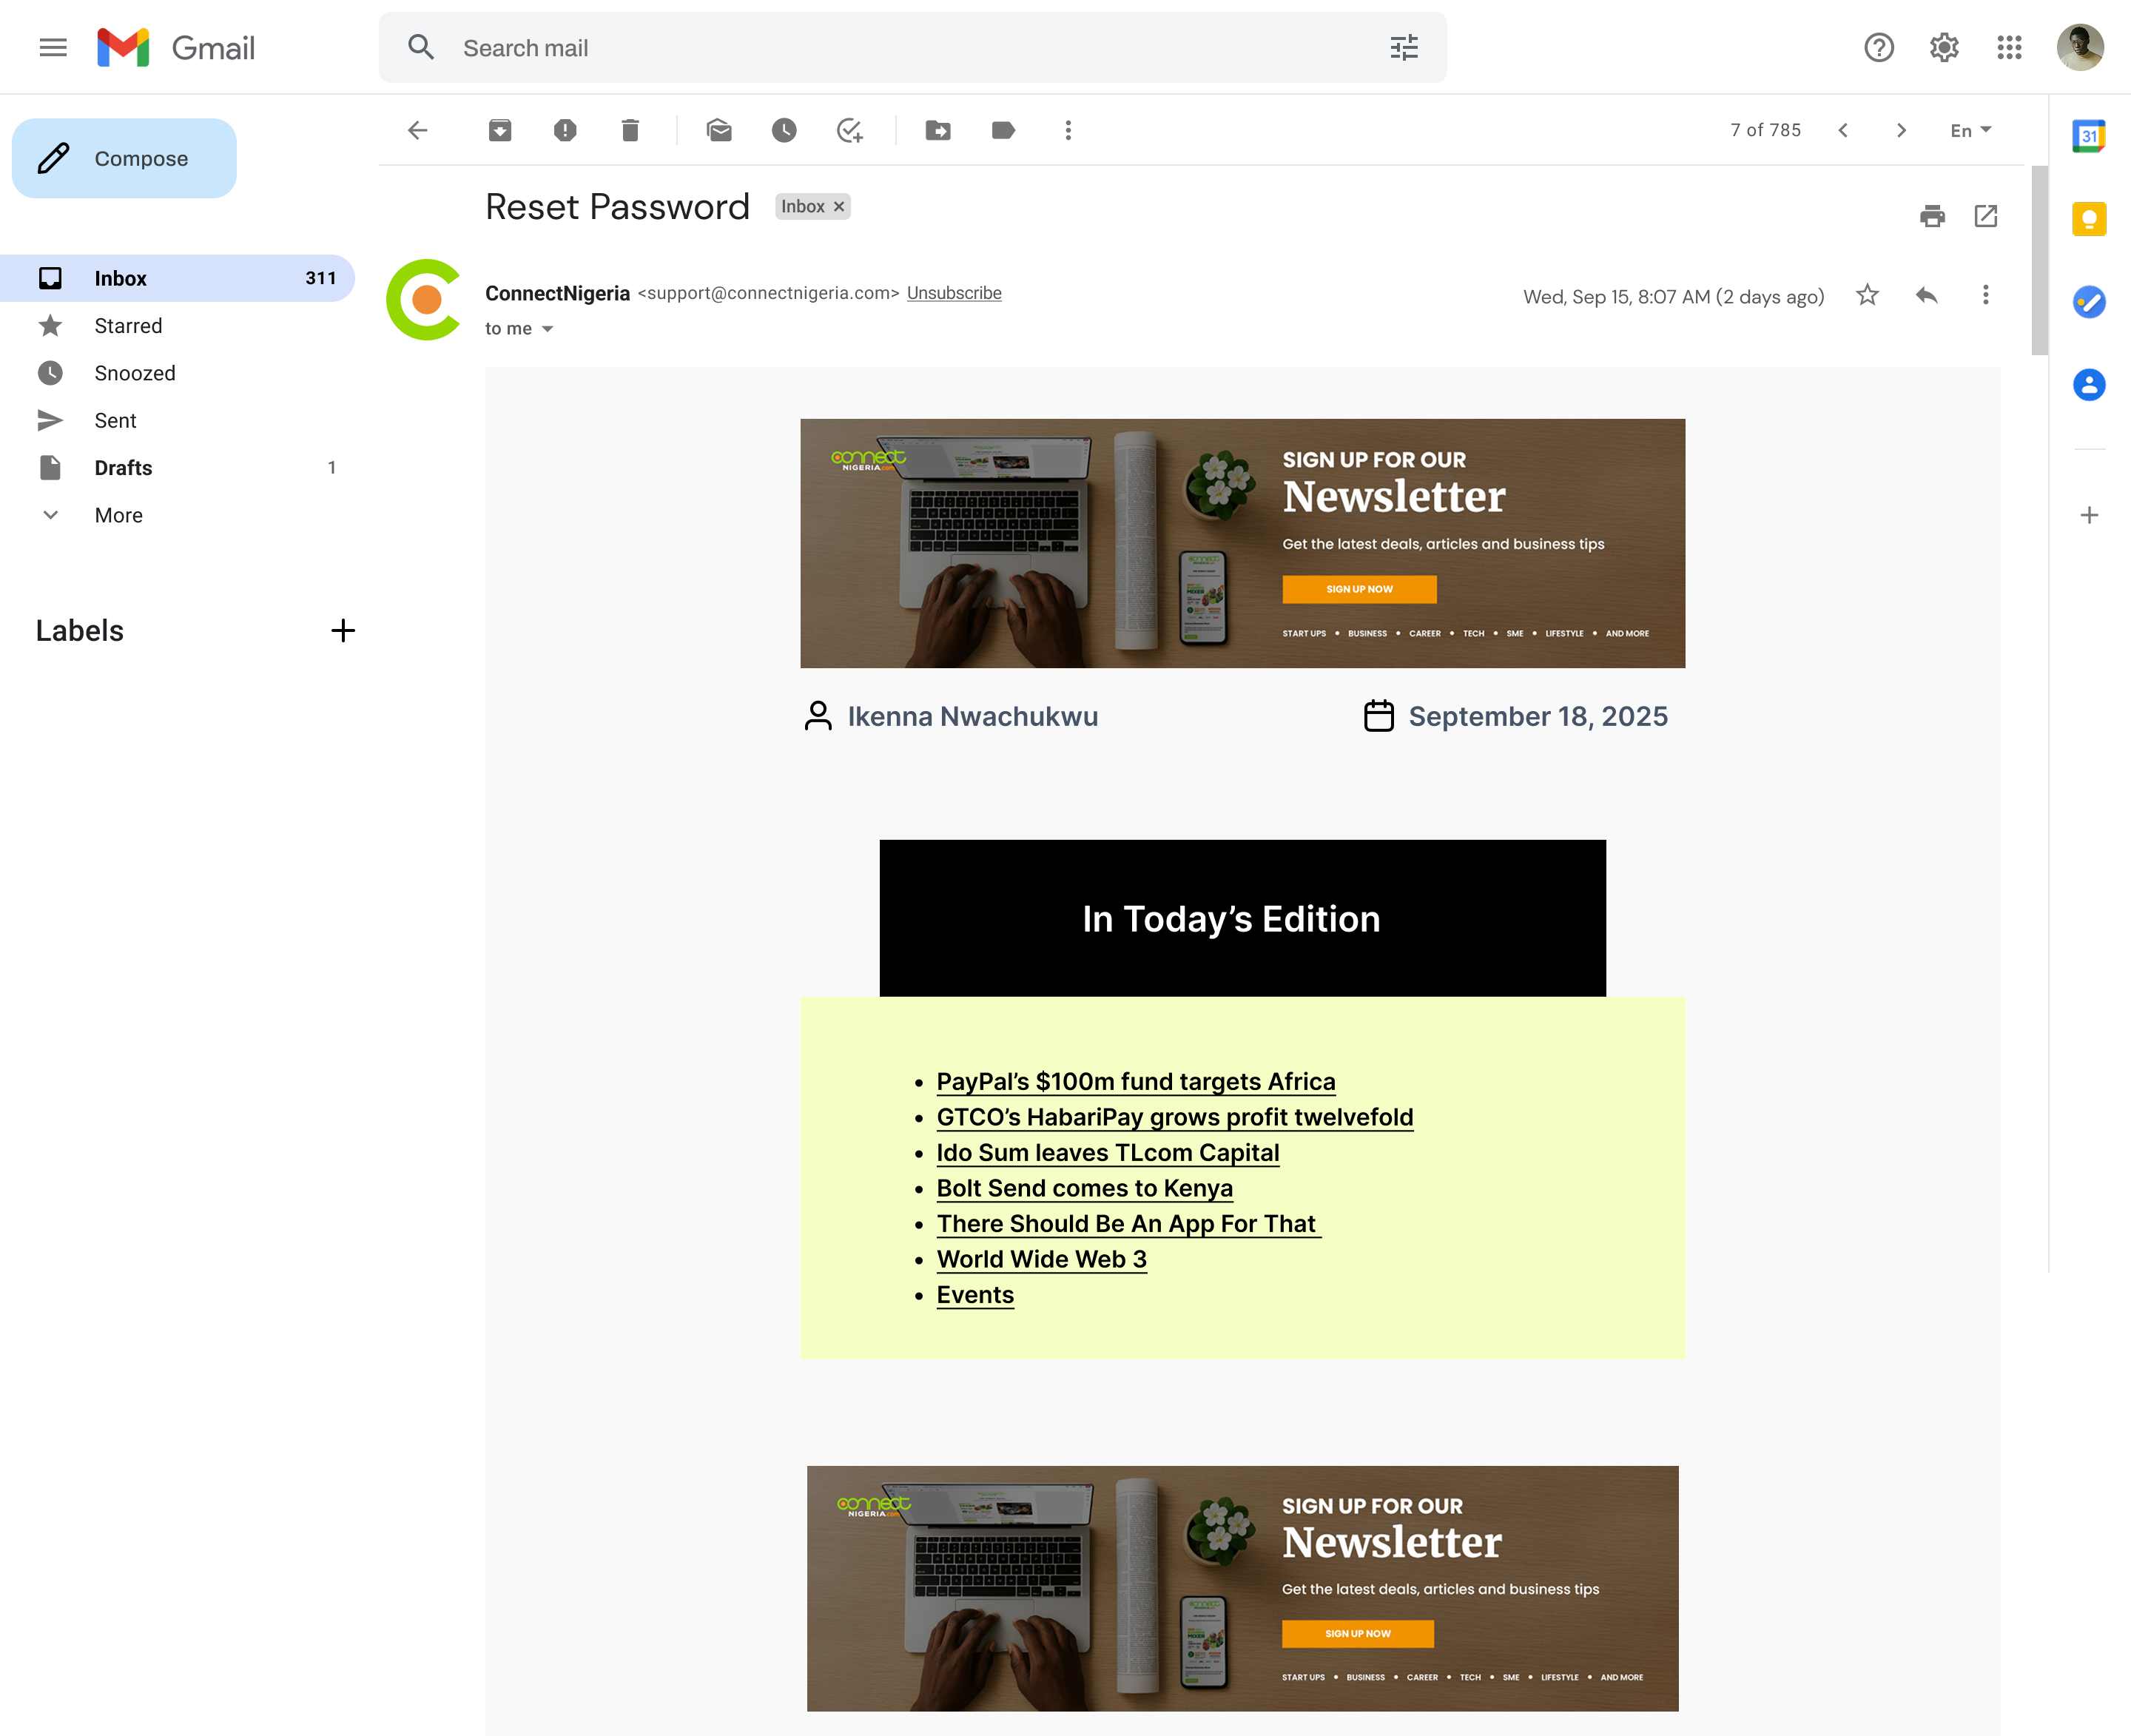 Gmail
Search mail
Compose
7 of 785
En
31
Reset Password
Inbox
Inbox 311
Starred
Snoozed
Sent
Drafts 1
More
Labels
ConnectNigeria <support@connectnigeria.com> Unsubscribe
Wed, Sep 15, 8:07 AM (2 days ago)
to me
connect
NIGERIA.com
SIGN UP FOR OUR
Newsletter
Get the latest deals, articles and business tips
SIGN UP NOW
START UPS • BUSINESS • CAREER • TECH • SME • LIFESTYLE • AND MORE
Ikenna Nwachukwu
September 18, 2025
In Today’s Edition
• PayPal’s $100m fund targets Africa
• GTCO’s HabariPay grows profit twelvefold
• Ido Sum leaves TLcom Capital
• Bolt Send comes to Kenya
• There Should Be An App For That
• World Wide Web 3
• Events
connect
NIGERIA.com
SIGN UP FOR OUR
Newsletter
Get the latest deals, articles and business tips
SIGN UP NOW
START UPS • BUSINESS • CAREER • TECH • SME • LIFESTYLE • AND MORE